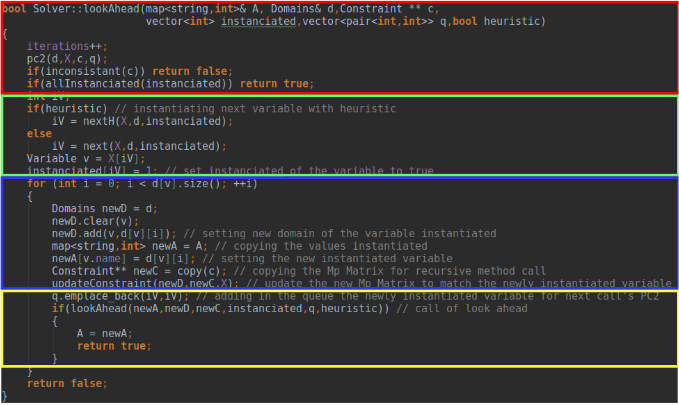 bool Solver::lookAhead(map<string,int>& A, Domains& d,Constraint ** c,
vector<int> instanciated,vector<pair<int,int>> q,bool heuristic)
{
iterations++;
pc2(d,X,c,q);
if(inconsistant(c)) return false;
if(allInstanciated(instanciated)) return true;
int iV;
if(heuristic) // instantiating next variable with heuristic
iV = nextH(X,d,instanciated);
else
iV = next(X,d,instanciated);
Variable v = X[iV];
instanciated[iV] = 1; // set instanciated of the variable to true
for (int i = 0; i < d[v].size(); ++i)
{
Domains newD = d;
newD.clear(v);
newD.add(v,d[v][i]); // setting new domain of the variable instantiated
map<string,int> newA = A; // copying the values instantiated
newA[v.name] = d[v][i]; // setting the new instantiated variable
Constraint** newC = copy(c); // copying the Mp Matrix for recursive method call
updateConstraint(newD,newC,X); // update the new Mp Matrix to match the newly instantiated variable
q.emplace_back(iV,iV); // adding in the queue the newly instantiated variable for next call's PC2
if(lookAhead(newA,newD,newC,instanciated,q,heuristic)) // call of look ahead
{
A = newA;
return true;
}
}
return false;
}